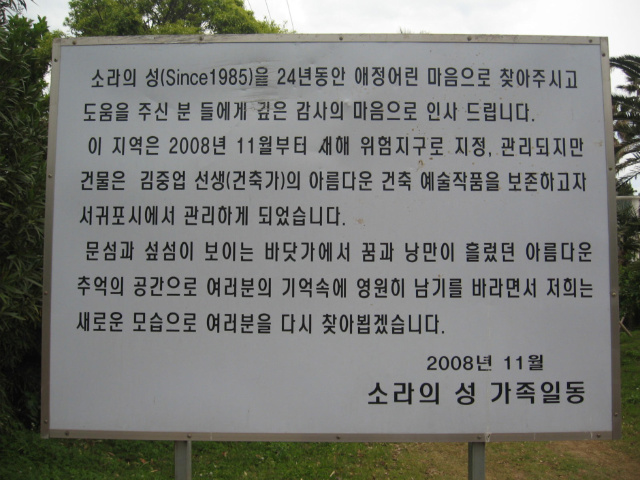 소라의 성(Since1985)을 24년동안 애정어린 마음으로 찾아주시고
도움을 주신 분 들에게 깊은 감사의 마음으로 인사 드립니다.
이 지역은 2008년 11월부터 새해 위험지구로 지정, 관리되지만
건물은 김중업 선생(건축가)의 아름다운 건축 예술작품을 보존하고자
서귀포시에서 관리하게 되었습니다.
문섬과 섶섬이 보이는 바닷가에서 꿈과 낭만이 흘렀던 아름다운
추억의 공간으로 여러분의 기억속에 영원히 남기를 바라면서 저희는
새로운 모습으로 여러분을 다시 찾아뵙겠습니다.
2008년 11월
소라의 성 가족일동